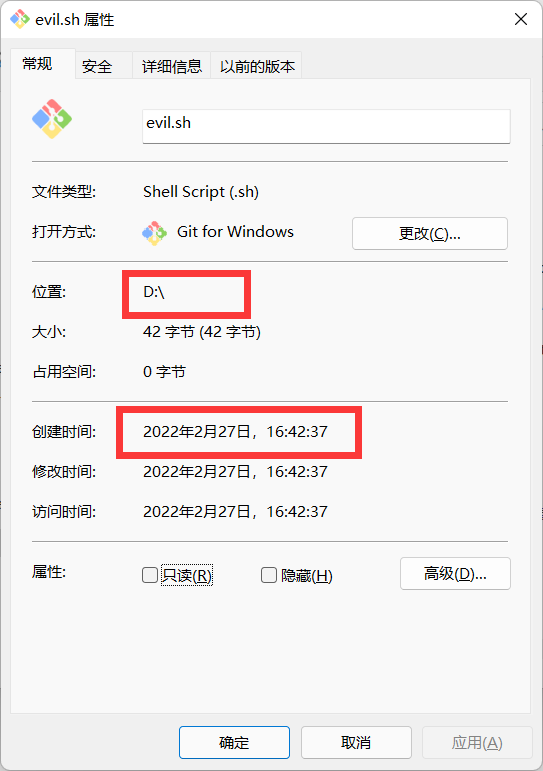 evil.sh 属性
常规 安全 详细信息 以前的版本
evil.sh
文件类型: Shell Script (.sh)
打开方式: Git for Windows 更改(C)...
位置: D:\
大小: 42 字节 (42 字节)
占用空间: 0 字节
创建时间: 2022年2月27日，16:42:37
修改时间: 2022年2月27日，16:42:37
访问时间: 2022年2月27日，16:42:37
属性: 只读(R) 隐藏(H) 高级(D)...
确定 取消 应用(A)